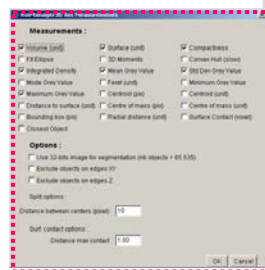 RoiManager3D Set Measurements
Measurements :
Volume (unit) Surface (unit) Compactness
Fit Ellipse 3D Moments Convex Hull (slow)
Integrated Density Mean Grey Value Std Dev Grey Value
Mode Grey Value Feret (unit) Minimum Grey Value
Maximum Grey Value Centroid (pix) Centroid (unit)
Distance to surface (unit) Centre of mass (pix) Centre of mass (unit)
Bounding box (pix) Radial distance (unit) Surface Contact (voxel)
Closest Object
Options :
Use 32-bits image for segmentation (nb objects > 65 535)
Exclude objects on edges XY
Exclude objects on edges Z
Split options :
Distance between centers (pixel) 10
Surf. contact options :
Distance max contact 1.80
OK Cancel